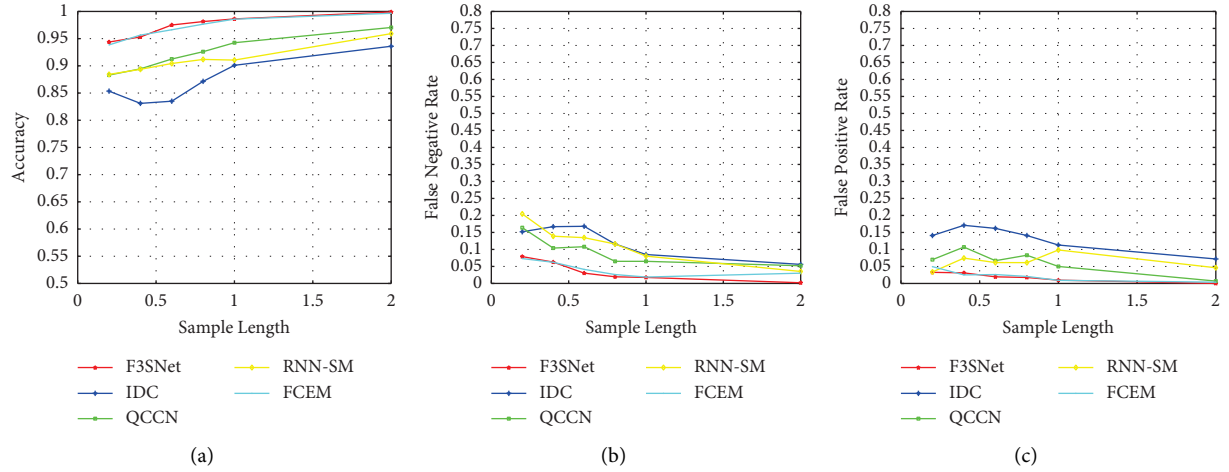 1
0.95
0.9
0.85
0.8
0.75
0.7
0.65
0.6
0.55
0.5
Accuracy
0 0.5 1 1.5 2
Sample Length
F3SNet
IDC
QCCN
RNN-SM
FCEM
(a)
0.8
0.75
0.7
0.65
0.6
0.55
0.5
0.45
0.4
0.35
0.3
0.25
0.2
0.15
0.1
0.05
0
False Negative Rate
0.5 1 1.5 2
Sample Length
F3SNet
IDC
QCCN
RNN-SM
FCEM
(b)
0.8
0.75
0.7
0.65
0.6
0.55
0.5
0.45
0.4
0.35
0.3
0.25
0.2
0.15
0.1
0.05
0
False Positive Rate
0 0.5 1 1.5 2
Sample Length
F3SNet
IDC
QCCN
RNN-SM
FCEM
(c)